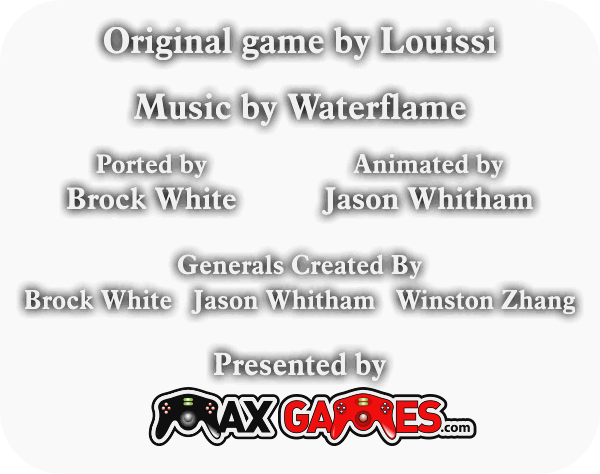 Original game by Louissi
Music by Waterflame
Ported by
Brock White
Animated by
Jason Whitham
Generals Created By
Brock White Jason Whitham Winston Zhang
Presented by
MAX GAMES.com